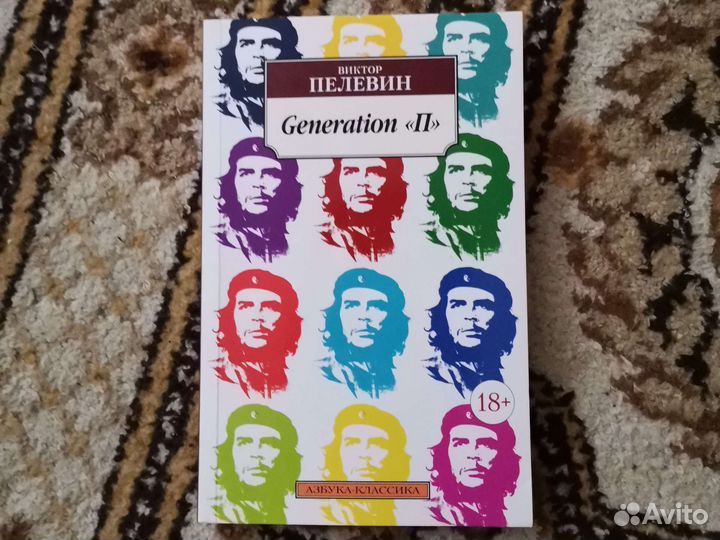 ВИКТОР
ПЕЛЕВИН
Generation «П»
18+
АЗБУКА-КЛАССИКА
Avito